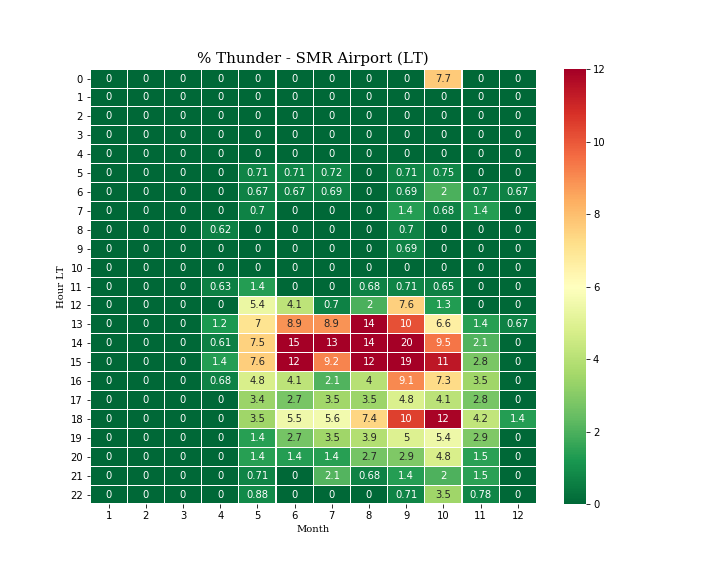 % Thunder - SMR Airport (LT)
0 0 0 0 0 0 0 0 0 0 7.7 0 0 12
1 0 0 0 0 0 0 0 0 0 0 0 0
2 0 0 0 0 0 0 0 0 0 0 0 0
3 0 0 0 0 0 0 0 0 0 0 0 0
4 0 0 0 0 0 0 0 0 0 0 0 0
10
5 0 0 0 0 0.71 0.71 0.72 0 0.71 0.75 0 0
6 0 0 0 0 0.67 0.67 0.69 0 0.69 2 0.7 0.67
7 0 0 0 0 0.7 0 0 0 1.4 0.68 1.4 0
8 0 0 0 0.62 0 0 0 0 0.7 0 0 0
8
9 0 0 0 0 0 0 0 0 0.69 0 0 0
10 0 0 0 0 0 0 0 0 0 0 0 0
11 0 0 0 0.63 1.4 0 0 0.68 0.71 0.65 0 0
Hour LT
6
12 0 0 0 0 5.4 4.1 0.7 2 7.6 1.3 0 0
13 0 0 0 1.2 7 8.9 8.9 14 10 6.6 1.4 0.67
14 0 0 0 0.61 7.5 15 13 14 20 9.5 2.1 0
15 0 0 0 1.4 7.6 12 9.2 12 19 11 2.8 0
4
16 0 0 0 0.68 4.8 4.1 2.1 4 9.1 7.3 3.5 0
17 0 0 0 0 3.4 2.7 3.5 3.5 4.8 4.1 2.8 0
18 0 0 0 0 3.5 5.5 5.6 7.4 10 12 4.2 1.4
19 0 0 0 0 1.4 2.7 3.5 3.9 5 5.4 2.9 0
2
20 0 0 0 0 1.4 1.4 1.4 2.7 2.9 4.8 1.5 0
21 0 0 0 0 0.71 0 2.1 0.68 1.4 2 1.5 0
22 0 0 0 0 0.88 0 0 0 0.71 3.5 0.78 0
0
1 2 3 4 5 6 7 8 9 10 11 12
Month